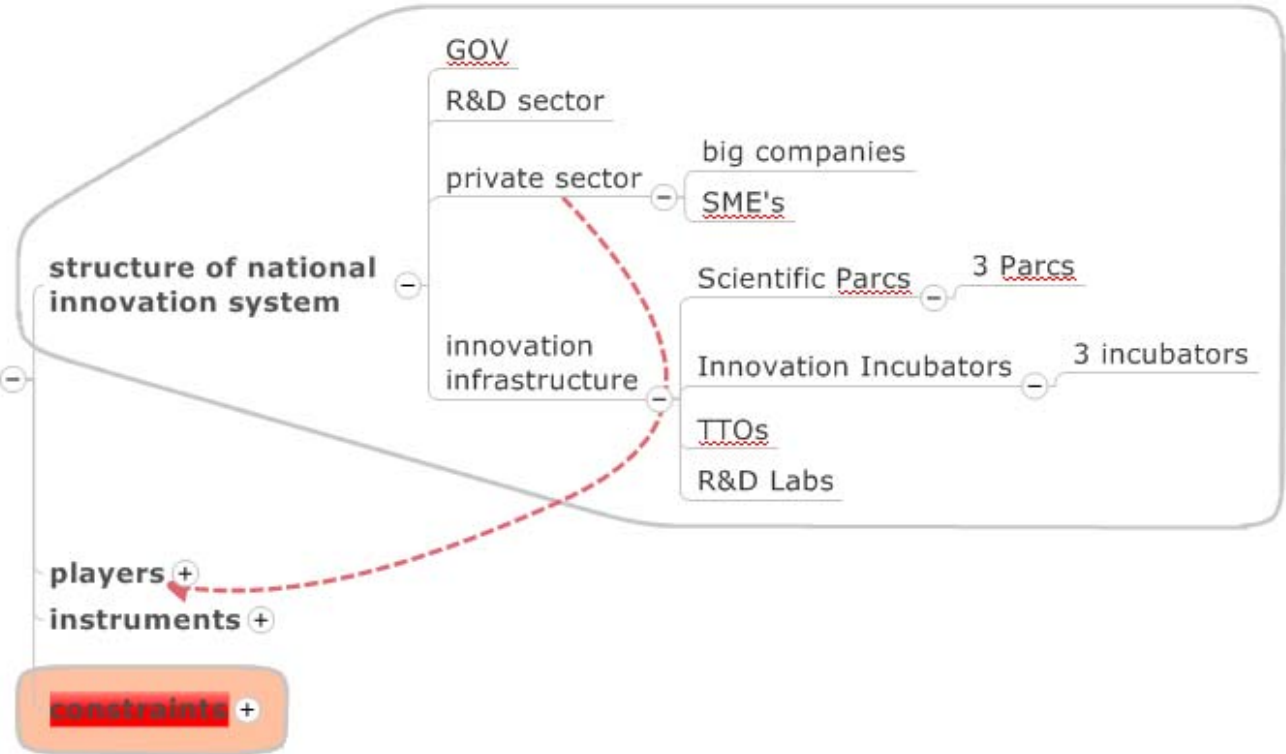 GOV
R&D sector
private sector
big companies
SME's
structure of national
innovation system
innovation
infrastructure
Scientific Parcs
3 Parcs
Innovation Incubators
3 incubators
TTOs
R&D Labs
players
instruments
constraints